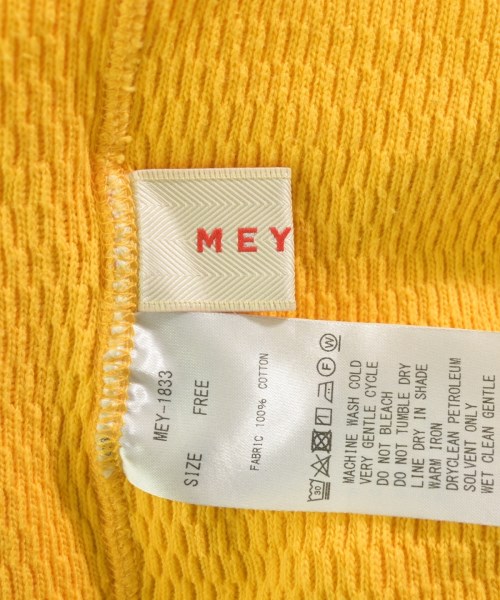 MEY
MEY-1833
SIZE FREE
FABRIC 100% COTTON
30
F W
MACHINE WASH COLD
VERY GENTLE CYCLE
DO NOT BLEACH
DO NOT TUMBLE DRY
LINE DRY IN SHADE
WARM IRON
DRYCLEAN PETROLEUM
SOLVENT ONLY
WET CLEAN GENTLE